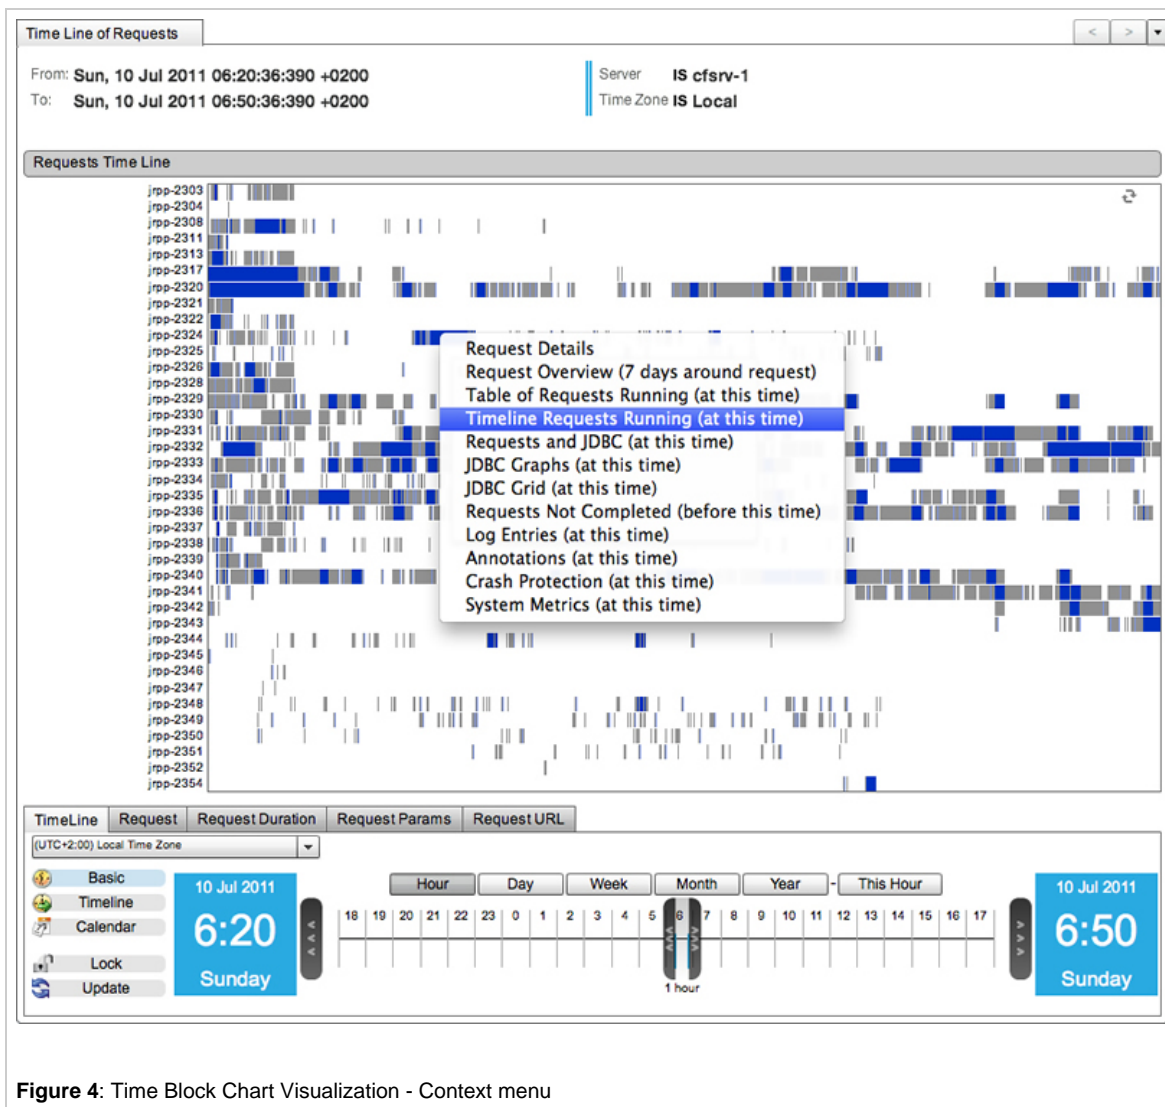 Time Line of Requests
< >
From: Sun, 10 Jul 2011 06:20:36:390 +0200
Server IS cfsrv-1
To: Sun, 10 Jul 2011 06:50:36:390 +0200
Time Zone IS Local
Requests Time Line
jrpp-2303
jrpp-2304
jrpp-2308
jrpp-2311
jrpp-2313
jrpp-2317
jrpp-2320
jrpp-2321
jrpp-2322
jrpp-2324
jrpp-2325
jrpp-2326
jrpp-2328
jrpp-2329
jrpp-2330
jrpp-2331
jrpp-2332
jrpp-2333
jrpp-2334
jrpp-2335
jrpp-2336
jrpp-2337
jrpp-2338
jrpp-2339
jrpp-2340
jrpp-2341
jrpp-2342
jrpp-2343
jrpp-2344
jrpp-2345
jrpp-2346
jrpp-2347
jrpp-2348
jrpp-2349
jrpp-2350
jrpp-2351
jrpp-2352
jrpp-2354
Request Details
Request Overview (7 days around request)
Table of Requests Running (at this time)
Timeline Requests Running (at this time)
Requests and JDBC (at this time)
JDBC Graphs (at this time)
JDBC Grid (at this time)
Requests Not Completed (before this time)
Log Entries (at this time)
Annotations (at this time)
Crash Protection (at this time)
System Metrics (at this time)
TimeLine Request Request Duration Request Params Request URL
(UTC+2:00) Local Time Zone
Basic
Timeline
Calendar
Lock
Update
10 Jul 2011
6:20
Sunday
Hour Day Week Month Year - This Hour
18 19 20 21 22 23 0 1 2 3 4 5 6 7 8 9 10 11 12 13 14 15 16 17
1 hour
10 Jul 2011
6:50
Sunday
Figure 4: Time Block Chart Visualization - Context menu